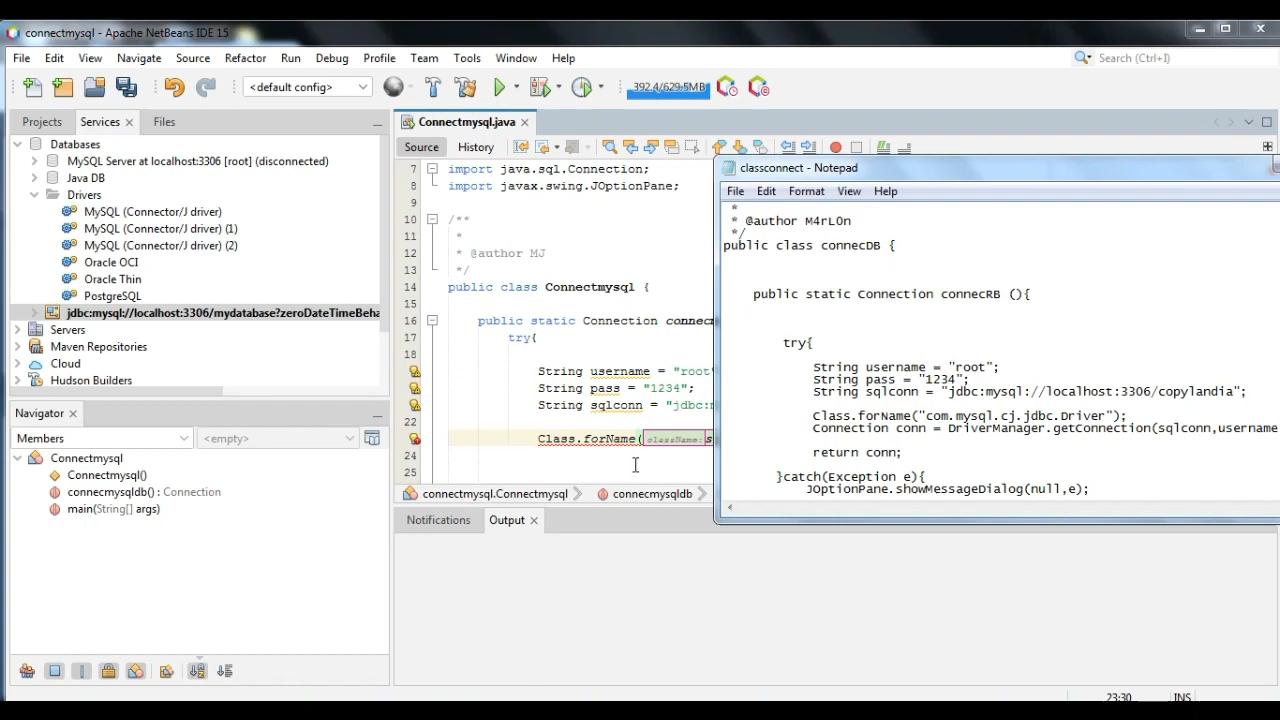 connectmysql - Apache NetBeans IDE 15
File Edit View Navigate Source Refactor Run Debug Profile Team Tools Window Help
Search (Ctrl+I)
<default config>
392.4/629.5MB
Projects Services Files
Databases
MySQL Server at localhost:3306 [root] (disconnected)
Java DB
Drivers
MySQL (Connector/J driver)
MySQL (Connector/J driver) (1)
MySQL (Connector/J driver) (2)
Oracle OCI
Oracle Thin
PostgreSQL
jdbc:mysql://localhost:3306/mydatabase?zeroDateTimeBeha
Servers
Maven Repositories
Cloud
Hudson Builders
Navigator
Members
<empty>
Connectmysql
Connectmysql()
connecmysqldb() : Connection
main(String[] args)
Connectmysql.java
Source History
7 import java.sql.Connection;
8 import javax.swing.JOptionPane;
9
10 /**
11 *
12 * @author MJ
13 */
14 public class Connectmysql {
15
16 public static Connection connecm
17 try{
18
String username = "root"
String pass = "1234";
String sqlconn = "jdbc:m
22
Class.forName( className: s
24
25
connectmysql.Connectmysql connecmysqldb
Notifications Output
classconnect - Notepad
File Edit Format View Help
*
* @author M4rL0n
*/
public class connecDB {
public static Connection connecRB (){
try{
String username = "root";
String pass = "1234";
String sqlconn = "jdbc:mysql://localhost:3306/copylandia";
Class.forName("com.mysql.cj.jdbc.Driver");
Connection conn = DriverManager.getConnection(sqlconn,username
return conn;
}catch(Exception e){
JOptionPane.showMessageDialog(null,e);
23:30 INS